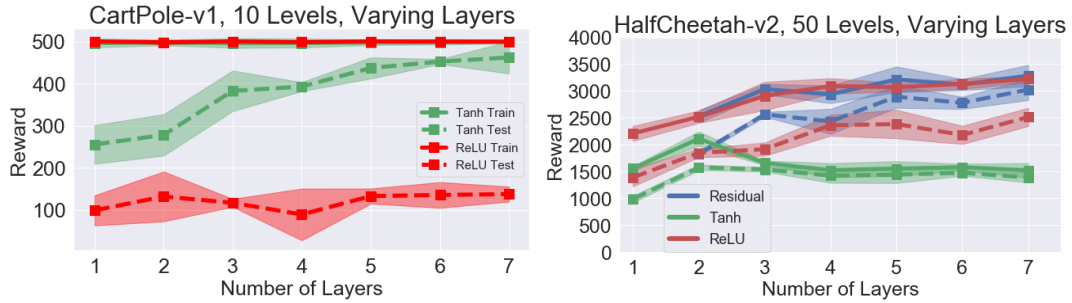 CartPole-v1, 10 Levels, Varying Layers
500
400
300
200
100
Reward
Tanh Train
Tanh Test
ReLU Train
ReLU Test
1 2 3 4 5 6 7
Number of Layers
HalfCheetah-v2, 50 Levels, Varying Layers
4000
3500
3000
2500
2000
1500
1000
500
0
Reward
Residual
Tanh
ReLU
1 2 3 4 5 6 7
Number of Layers